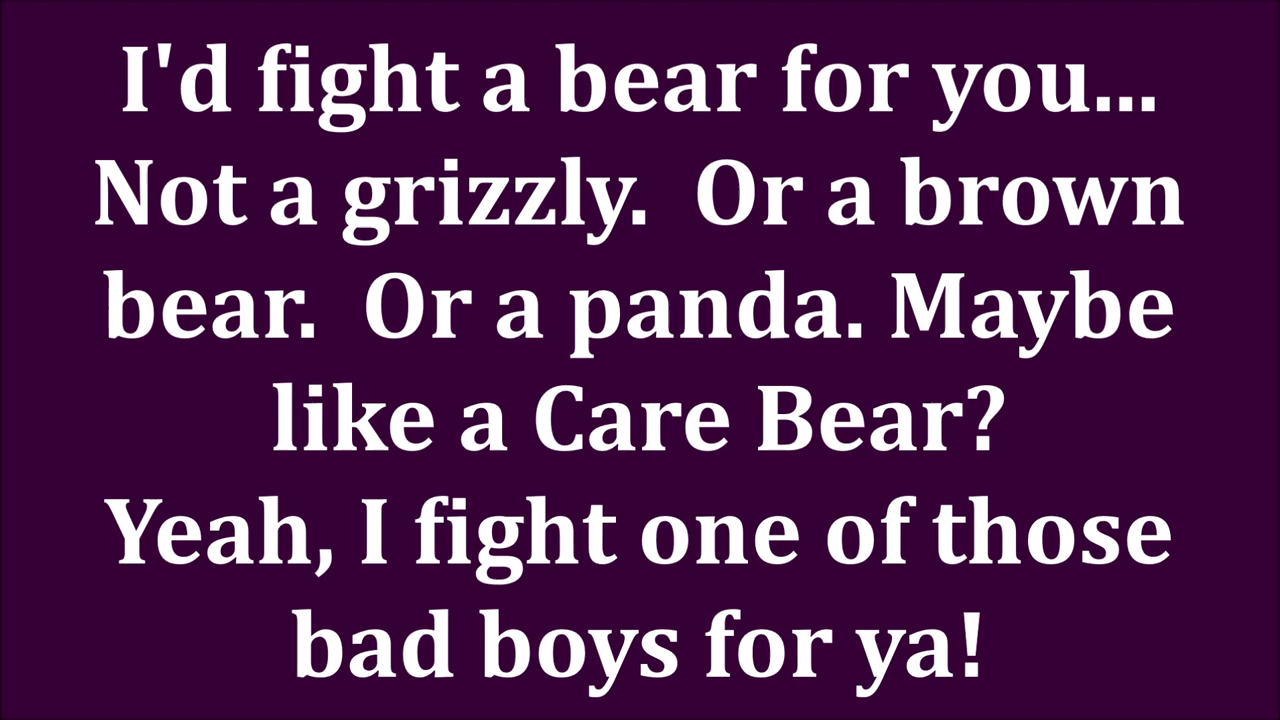 I'd fight a bear for you...
Not a grizzly.  Or a brown
bear.  Or a panda. Maybe
like a Care Bear?
Yeah, I fight one of those
bad boys for ya!